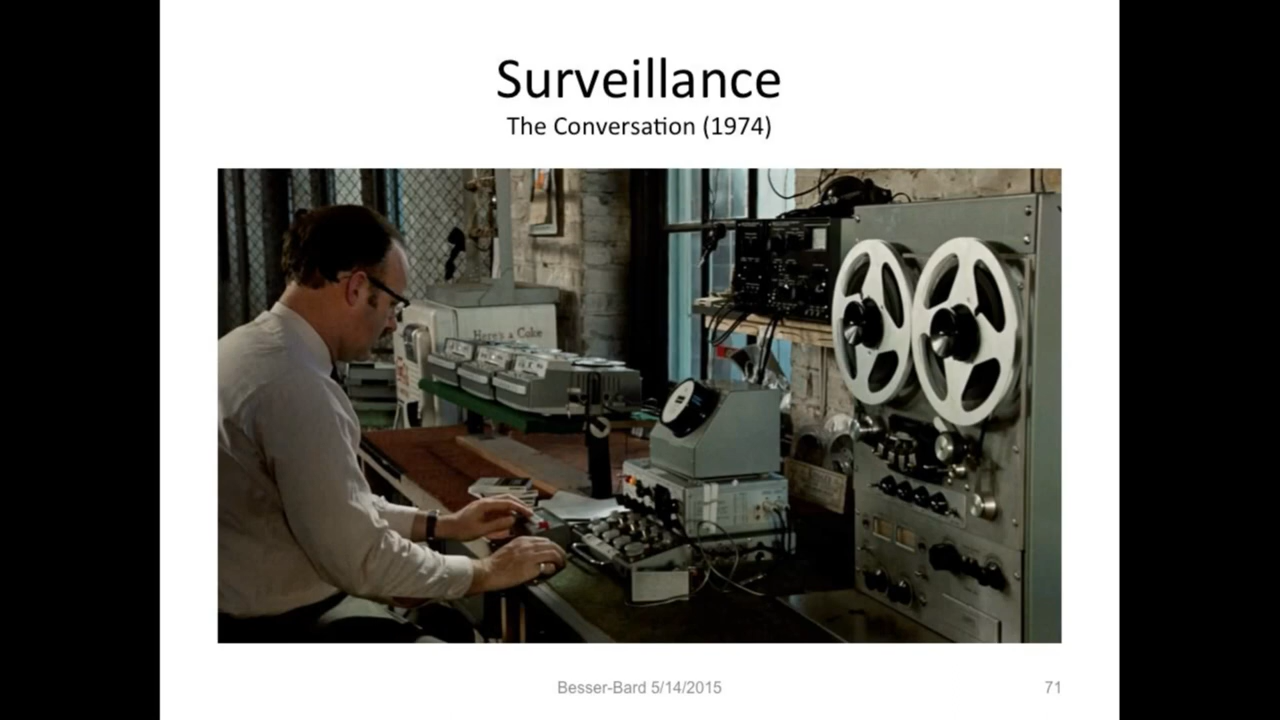 Surveillance
The Conversation (1974)
Here's a Coke
Besser-Bard 5/14/2015
71